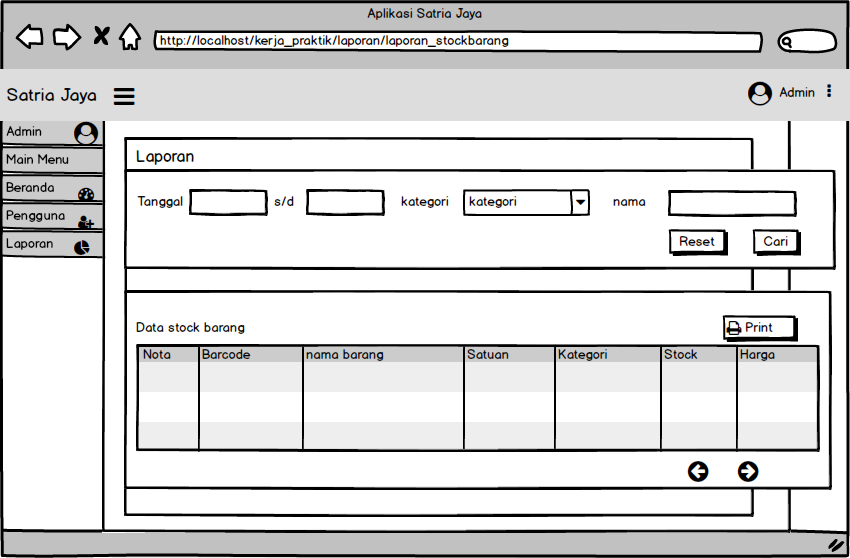 Aplikasi Satria Jaya
http://localhost/kerja_praktik/laporan/laporan_stockbarang
Satria Jaya
Admin
Admin
Main Menu
Beranda
Pengguna
Laporan
Laporan
Tanggal s/d kategori kategori nama
Reset Cari
Data stock barang Print
Nota Barcode nama barang Satuan Kategori Stock Harga